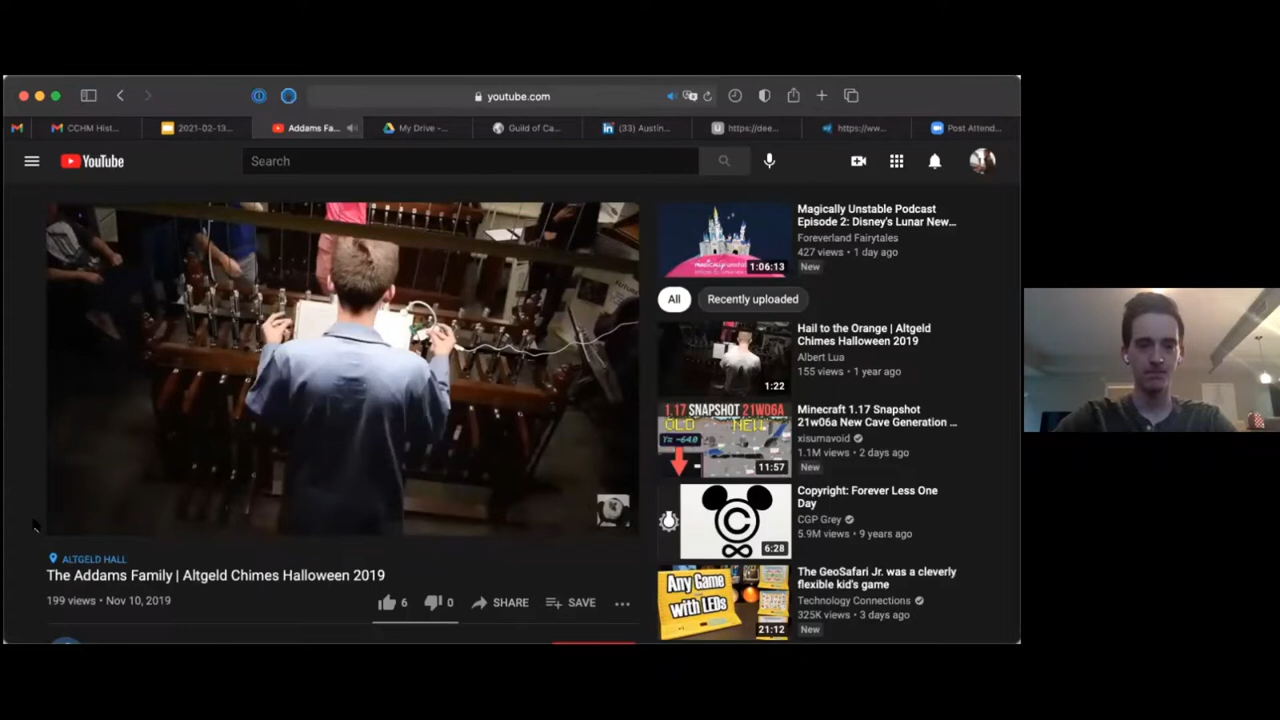 youtube.com
CCHM Hist...
2021-02-13...
Addams Fa...
My Drive -...
Guild of Ca...
(33) Austin...
https://dee...
https://ww...
Post Attend...
YouTube
Search
ALTGELD HALL
The Addams Family | Altgeld Chimes Halloween 2019
199 views • Nov 10, 2019
6
0
SHARE
SAVE
1:06:13
Magically Unstable Podcast
Episode 2: Disney's Lunar New...
Foreverland Fairytales
427 views • 1 day ago
New
All
Recently uploaded
1:22
Hail to the Orange | Altgeld
Chimes Halloween 2019
Albert Lua
155 views • 1 year ago
1.17 SNAPSHOT 21W06A
OLD NEW
Y= -64.0
11:57
Minecraft 1.17 Snapshot
21w06a New Cave Generation ...
xisumavoid
1.1M views • 2 days ago
New
6:28
Copyright: Forever Less One
Day
CGP Grey
5.9M views • 9 years ago
Any Game
with LEDs
21:12
The GeoSafari Jr. was a cleverly
flexible kid's game
Technology Connections
325K views • 3 days ago
New